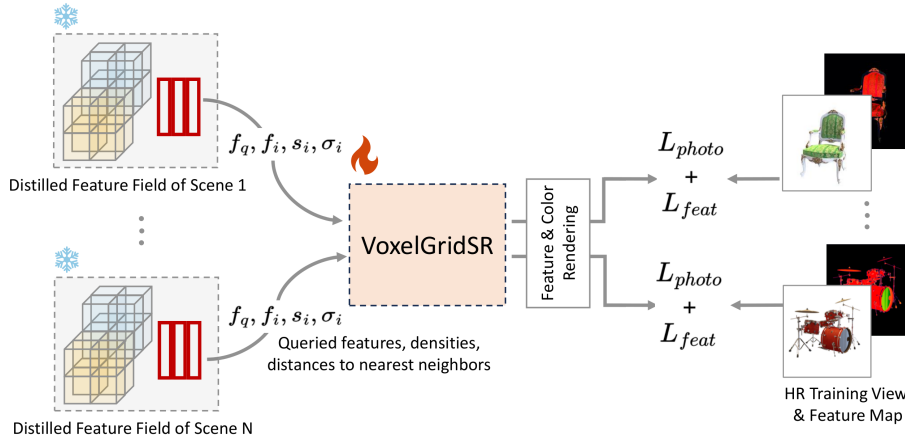 Distilled Feature Field of Scene 1
f_q, f_i, s_i, σ_i
VoxelGridSR
Feature & Color
Rendering
L_photo
+
L_feat
f_q, f_i, s_i, σ_i
Queried features, densities,
distances to nearest neighbors
Distilled Feature Field of Scene N
L_photo
+
L_feat
HR Training View
& Feature Map